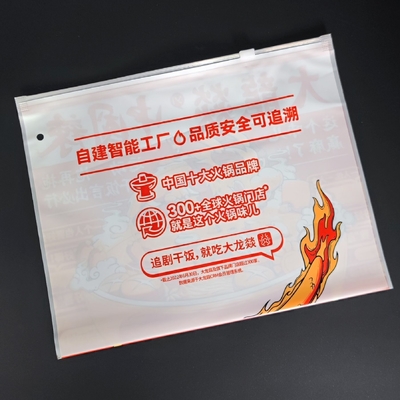 自建智能工厂 品质安全可追溯
中国十大火锅品牌
300+全球火锅门店*
就是这个火锅味儿
追剧干饭，就吃大龙燚